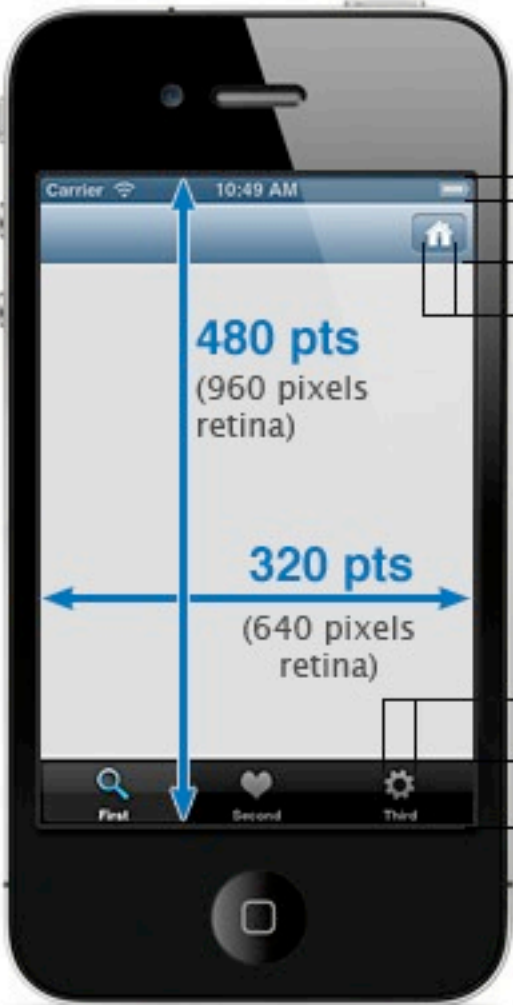 Carrier 10:49 AM
480 pts
(960 pixels
retina)
320 pts
(640 pixels
retina)
First Second Third